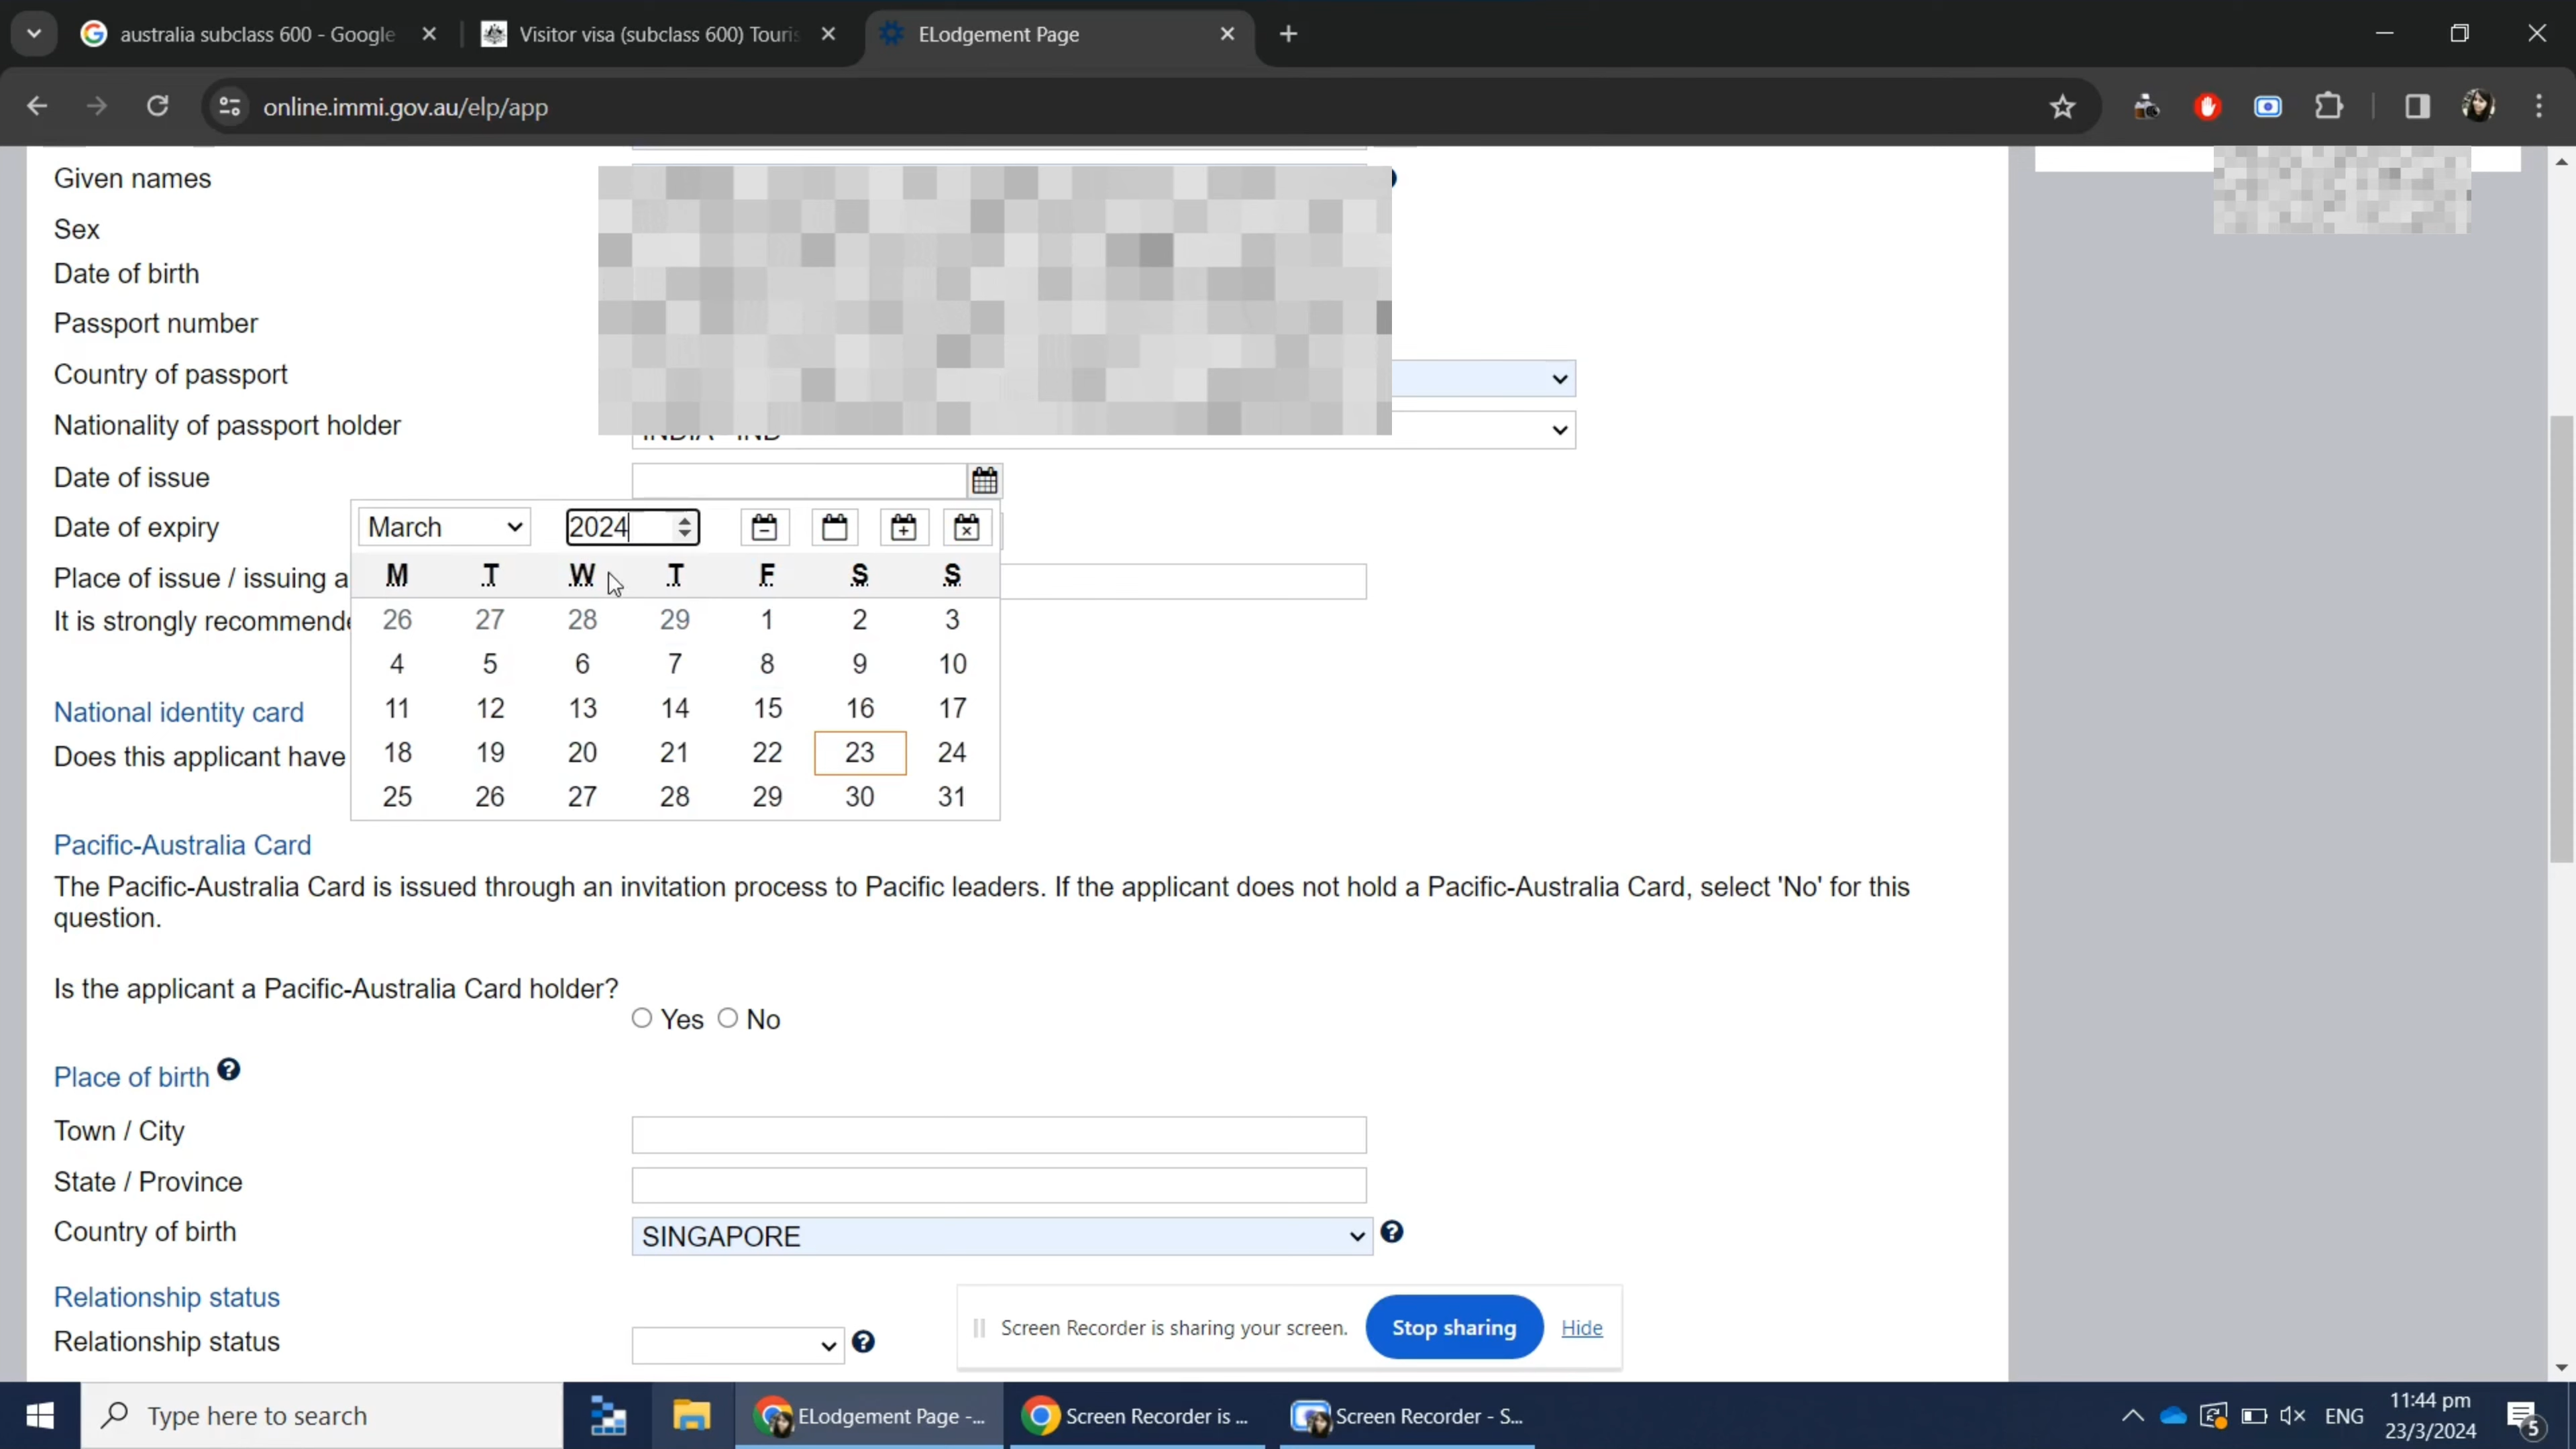 australia subclass 600 - Google
Visitor visa (subclass 600) Touris
ELodgement Page
online.immi.gov.au/elp/app
Given names
Sex
Date of birth
Passport number
Country of passport
Nationality of passport holder
INDIA - IND
Date of issue
Date of expiry
March
2024
M T W T F S S
Place of issue / issuing a
26 27 28 29 1 2 3
It is strongly recommende
4 5 6 7 8 9 10
11 12 13 14 15 16 17
National identity card
18 19 20 21 22 23 24
Does this applicant have
25 26 27 28 29 30 31
Pacific-Australia Card
The Pacific-Australia Card is issued through an invitation process to Pacific leaders. If the applicant does not hold a Pacific-Australia Card, select 'No' for this
question.
Is the applicant a Pacific-Australia Card holder?
Yes No
Place of birth ?
Town / City
State / Province
Country of birth
SINGAPORE ?
Relationship status
Relationship status ?
Screen Recorder is sharing your screen. Stop sharing Hide
Type here to search
ELodgement Page -...
Screen Recorder is ...
Screen Recorder - S...
ENG
11:44 pm
23/3/2024
5